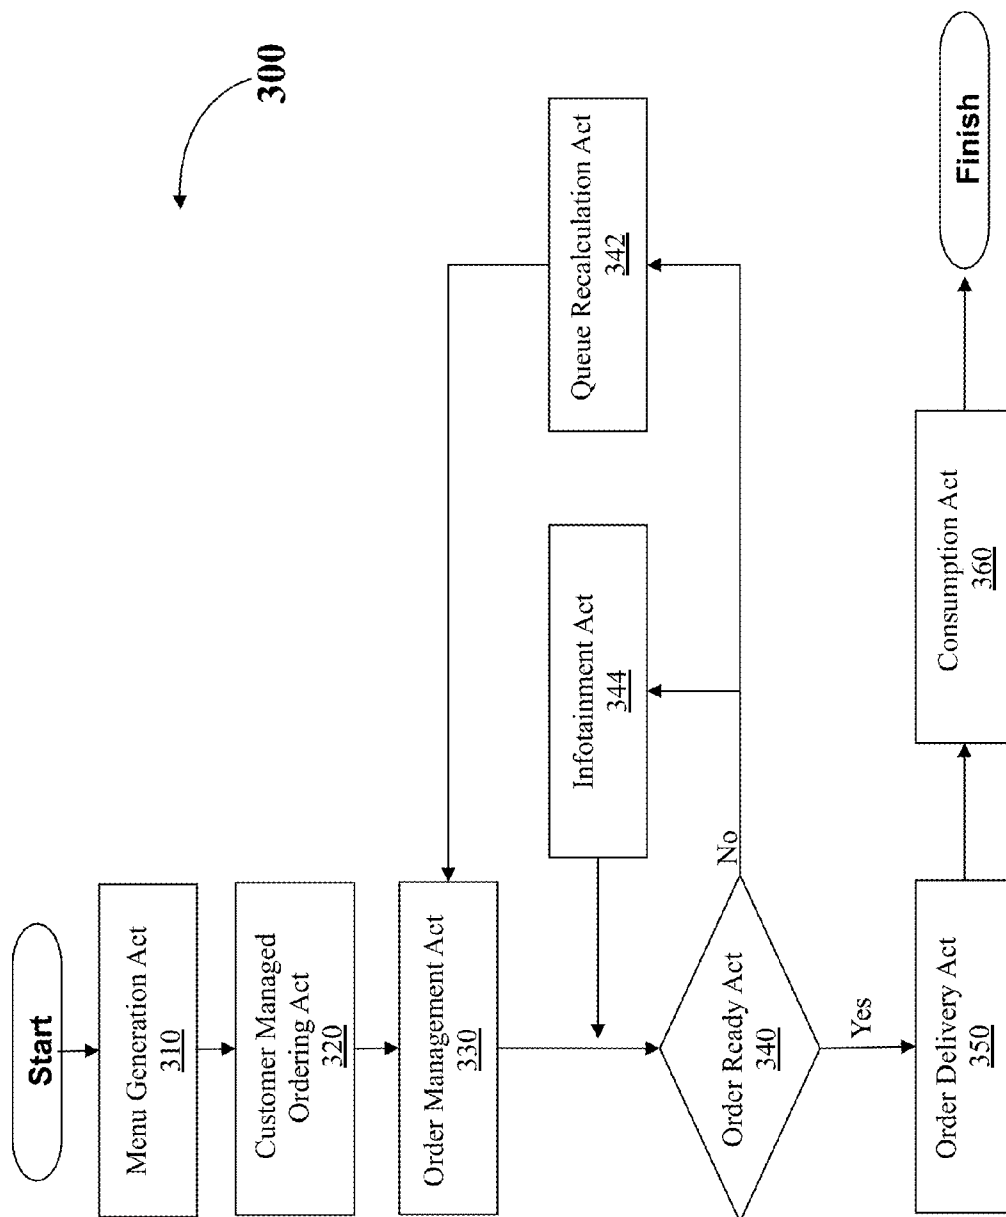 300
Start
Menu Generation Act
310
Customer Managed
Ordering Act
320
Order Management Act
330
Queue Recalculation Act
342
Infotainment Act
344
Order Ready Act
340
No
Yes
Order Delivery Act
350
Consumption Act
360
Finish